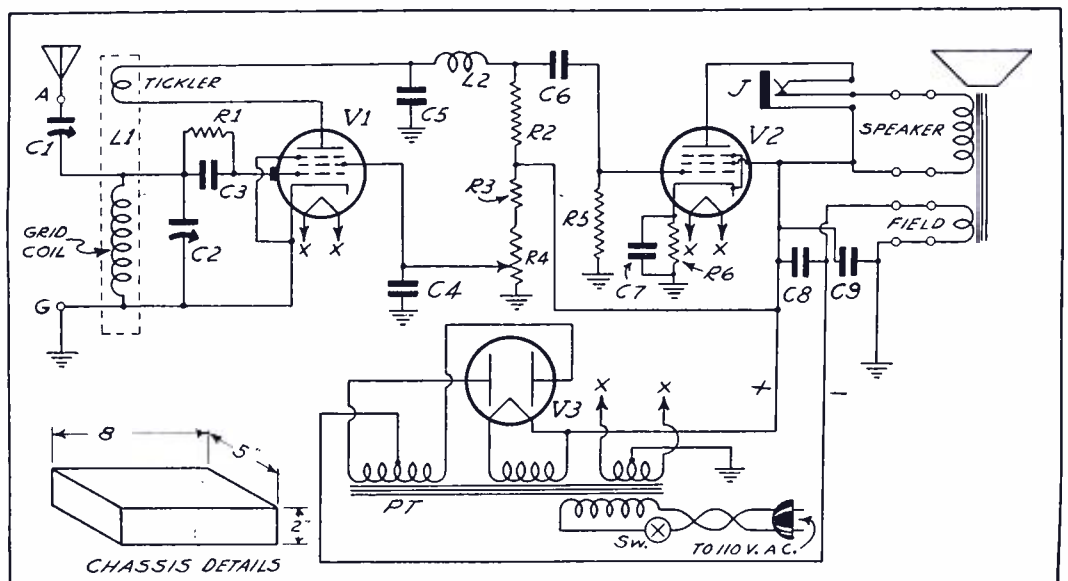 A
C1
TICKLER
L1
R1
C3
V1
GRID
COIL
C2
G
X X
C5
L2
C6
R2
R3
R4
C4
R5
J
V2
X X
C7
R6
SPEAKER
FIELD
C8 C9
+ −
V3
X X
PT
SW.
TO 110 V. A.C.
8
5"
2"
CHASSIS DETAILS